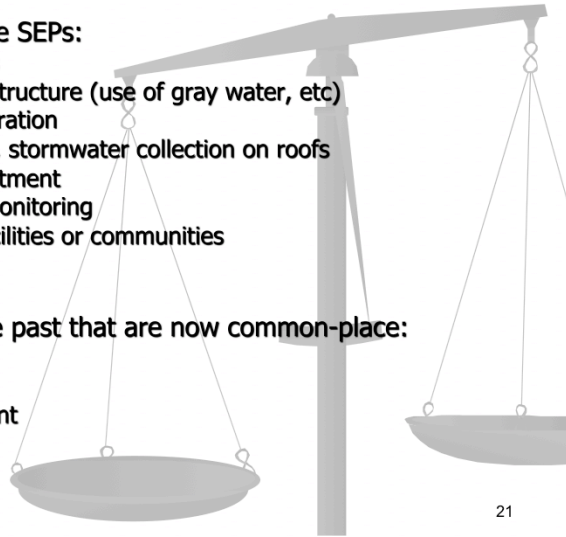 e SEPs:
tructure (use of gray water, etc)
ration
stormwater collection on roofs
tment
onitoring
cilities or communities
e past that are now common-place:
nt
21